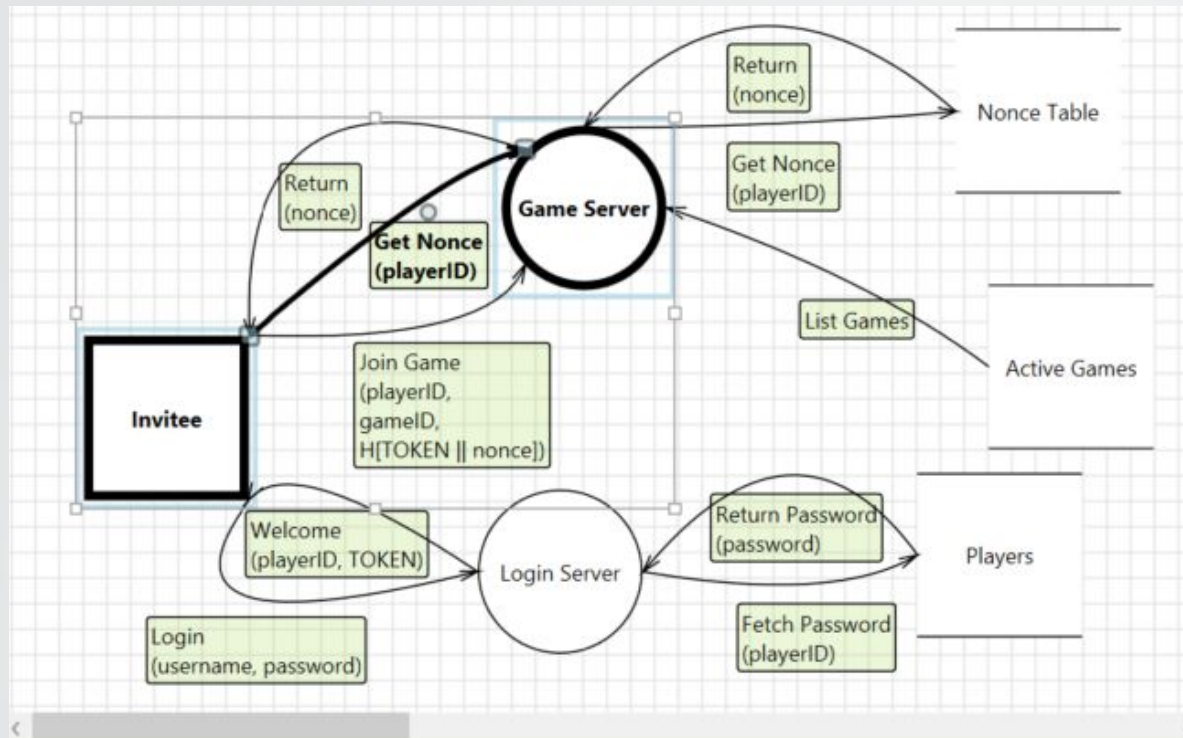 Return
(nonce)
Nonce Table
Get Nonce
(playerID)
Return
(nonce)
Game Server
Get Nonce
(playerID)
List Games
Active Games
Join Game
(playerID,
gameID,
H[TOKEN || nonce])
Invitee
Welcome
(playerID, TOKEN)
Return Password
(password)
Login Server
Players
Login
(username, password)
Fetch Password
(playerID)